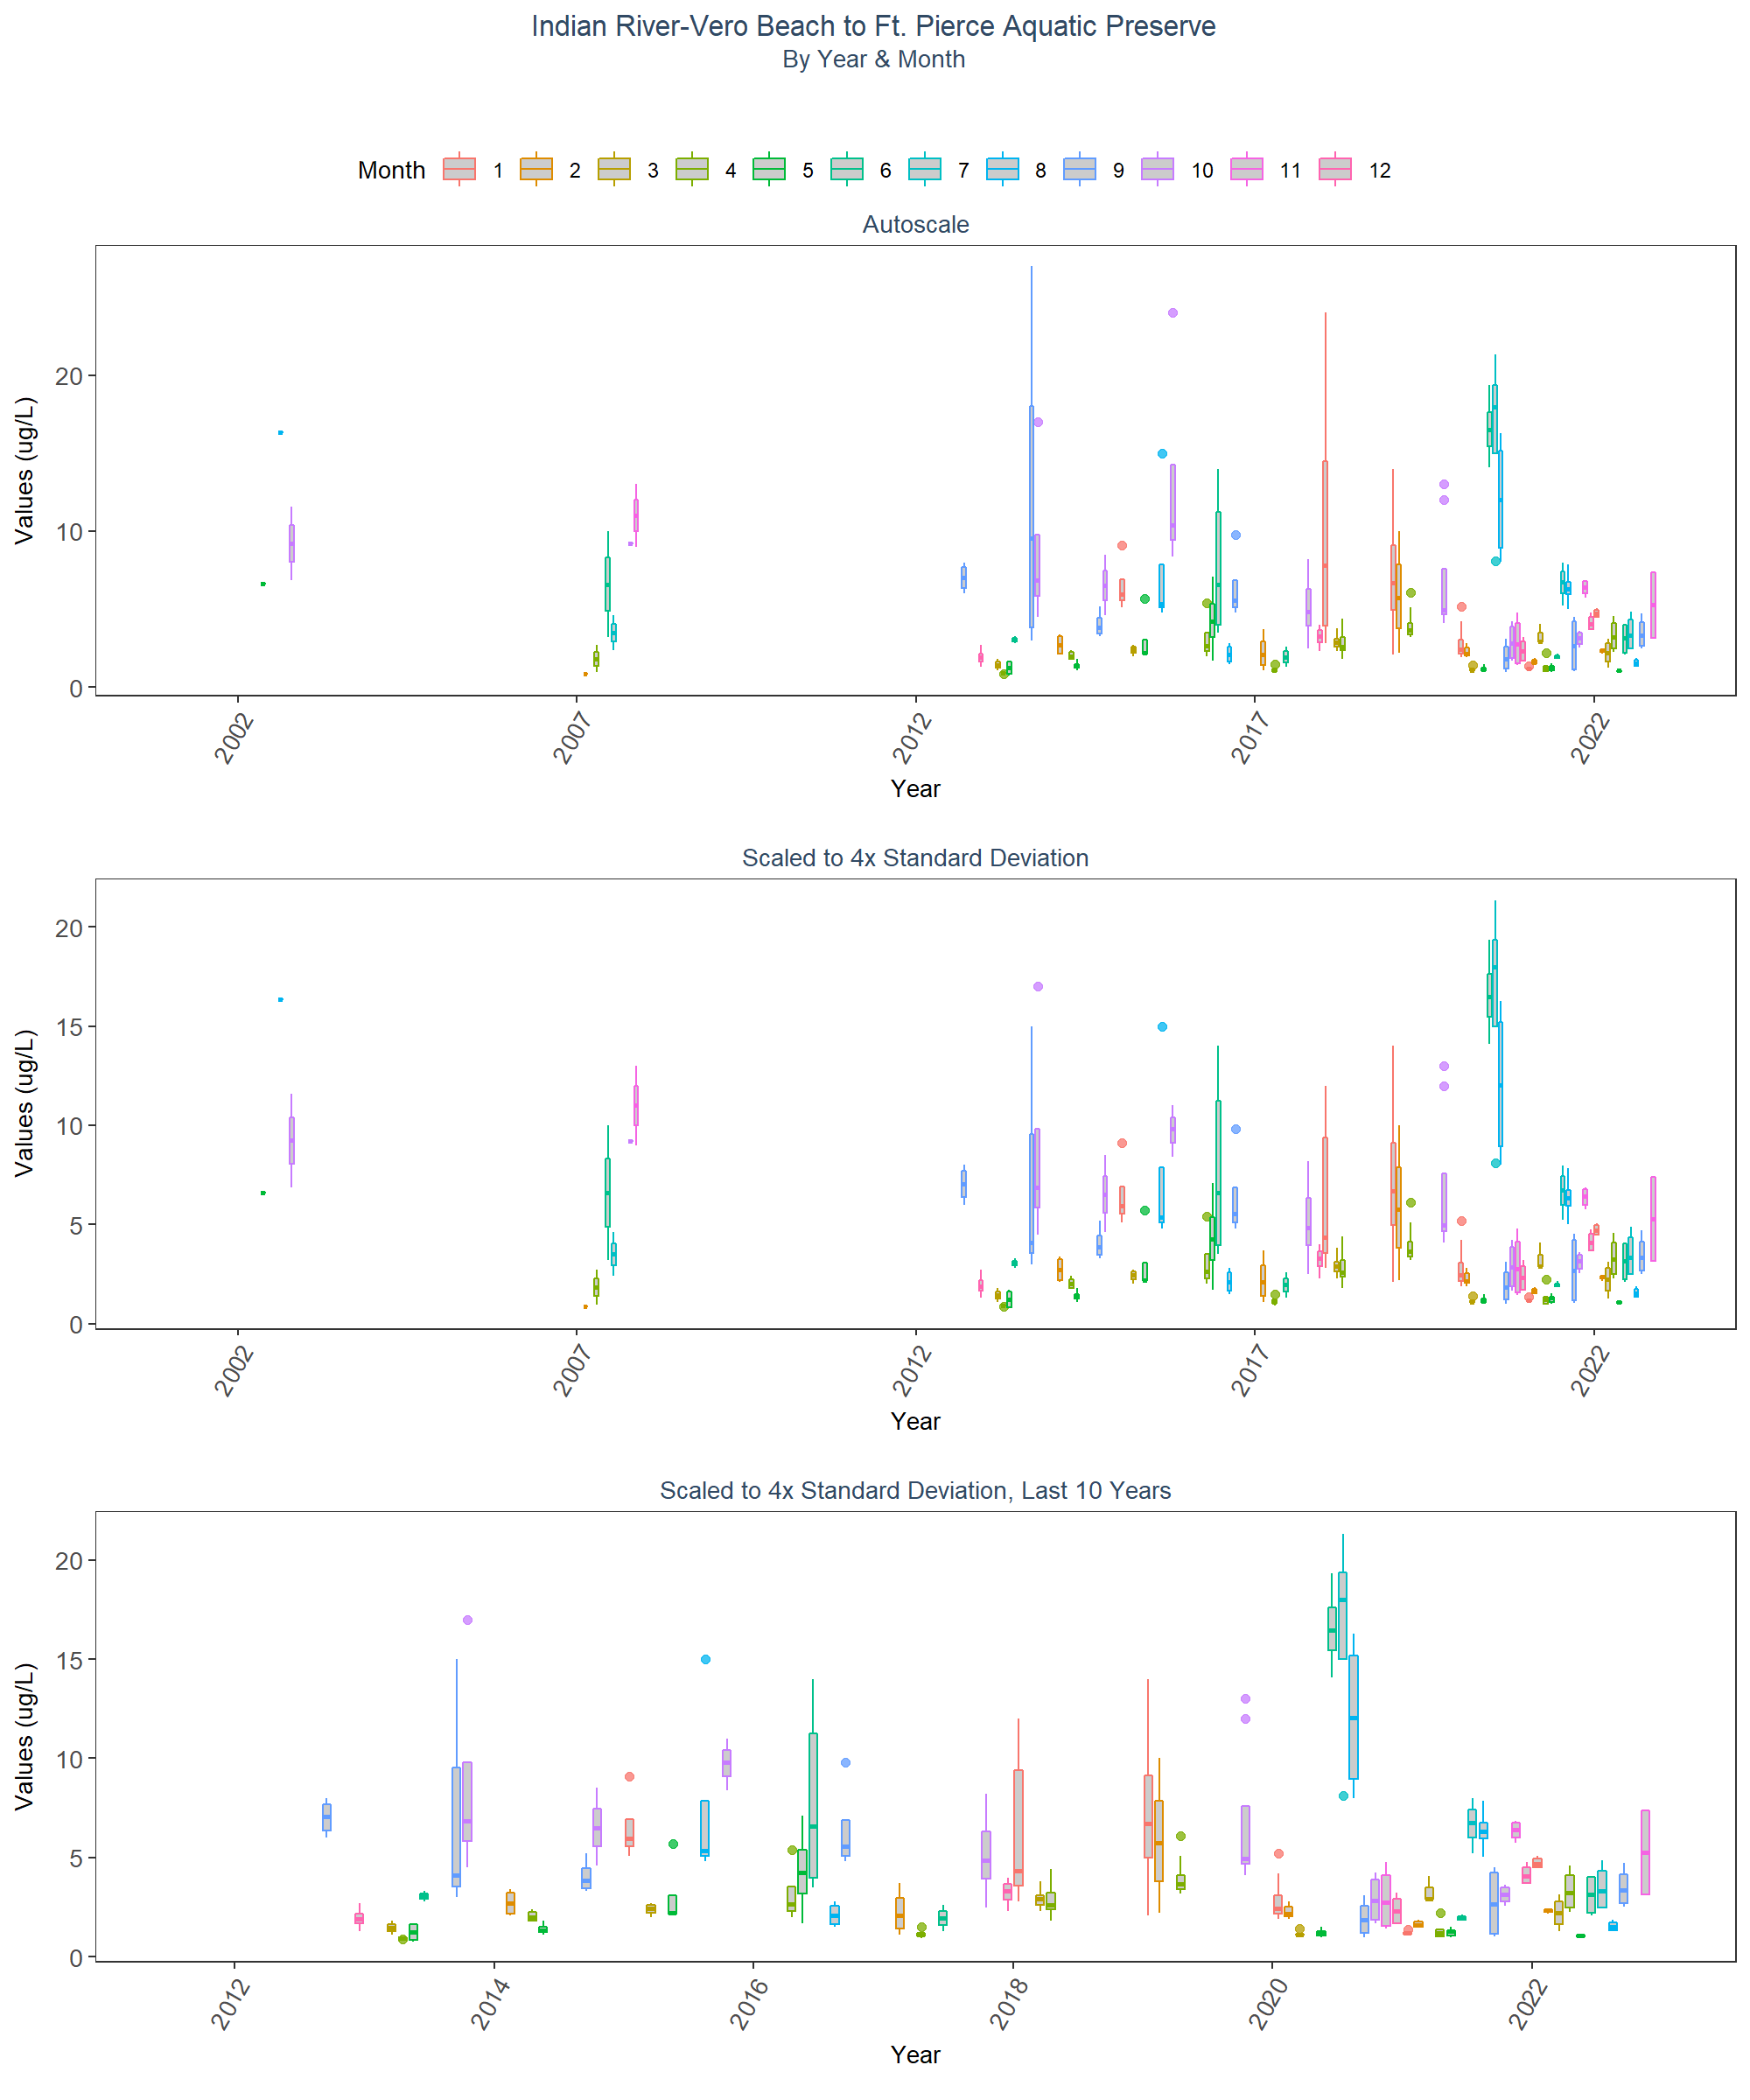 Indian River-Vero Beach to Ft. Pierce Aquatic Preserve
By Year & Month
Month 1 2 3 4 5 6 7 8 9 10 11 12
Autoscale
Values (ug/L)
20
10
0
2002 2007 2012 2017 2022
Year
Scaled to 4x Standard Deviation
Values (ug/L)
20
15
10
5
0
2002 2007 2012 2017 2022
Year
Scaled to 4x Standard Deviation, Last 10 Years
Values (ug/L)
20
15
10
5
0
2012 2014 2016 2018 2020 2022
Year